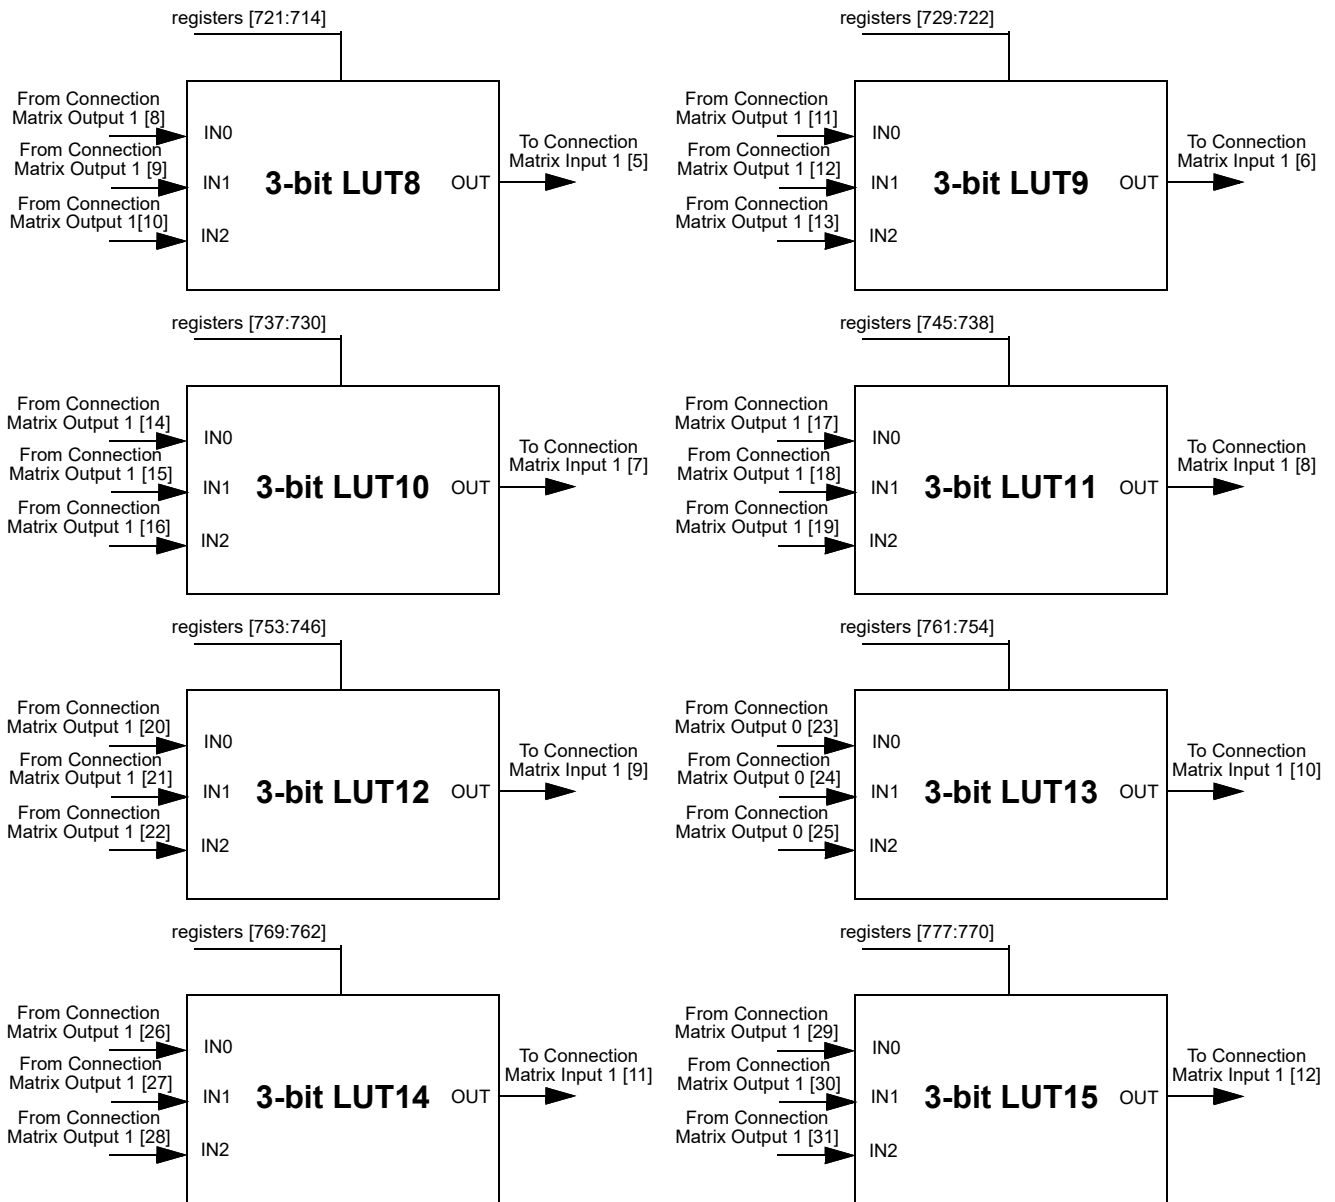 registers [721:714]
From Connection
Matrix Output 1 [8]
IN0
From Connection
Matrix Output 1 [9]
IN1
From Connection
Matrix Output 1[10]
IN2
3-bit LUT8
OUT
To Connection
Matrix Input 1 [5]
registers [729:722]
From Connection
Matrix Output 1 [11]
IN0
From Connection
Matrix Output 1 [12]
IN1
From Connection
Matrix Output 1 [13]
IN2
3-bit LUT9
OUT
To Connection
Matrix Input 1 [6]
registers [737:730]
From Connection
Matrix Output 1 [14]
IN0
From Connection
Matrix Output 1 [15]
IN1
From Connection
Matrix Output 1 [16]
IN2
3-bit LUT10
OUT
To Connection
Matrix Input 1 [7]
registers [745:738]
From Connection
Matrix Output 1 [17]
IN0
From Connection
Matrix Output 1 [18]
IN1
From Connection
Matrix Output 1 [19]
IN2
3-bit LUT11
OUT
To Connection
Matrix Input 1 [8]
registers [753:746]
From Connection
Matrix Output 1 [20]
IN0
From Connection
Matrix Output 1 [21]
IN1
From Connection
Matrix Output 1 [22]
IN2
3-bit LUT12
OUT
To Connection
Matrix Input 1 [9]
registers [761:754]
From Connection
Matrix Output 0 [23]
IN0
From Connection
Matrix Output 0 [24]
IN1
From Connection
Matrix Output 0 [25]
IN2
3-bit LUT13
OUT
To Connection
Matrix Input 1 [10]
registers [769:762]
From Connection
Matrix Output 1 [26]
IN0
From Connection
Matrix Output 1 [27]
IN1
From Connection
Matrix Output 1 [28]
IN2
3-bit LUT14
OUT
To Connection
Matrix Input 1 [11]
registers [777:770]
From Connection
Matrix Output 1 [29]
IN0
From Connection
Matrix Output 1 [30]
IN1
From Connection
Matrix Output 1 [31]
IN2
3-bit LUT15
OUT
To Connection
Matrix Input 1 [12]